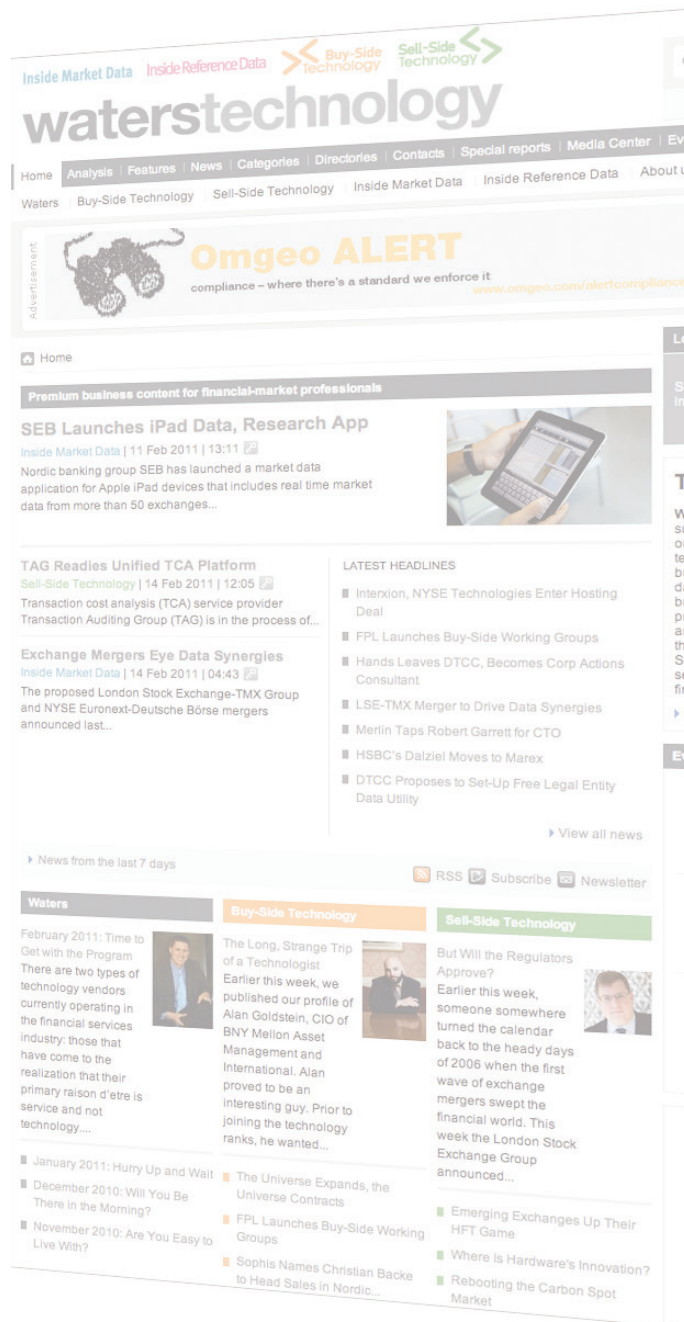 Inside Market Data Inside Reference Data Buy-Side Technology Sell-Side Technology
waterstechnology
Home Analysis | Features | News | Categories | Directories | Contacts | Special reports | Media Center
Waters Buy-Side Technology Sell-Side Technology Inside Market Data Inside Reference Data About
Advertisement
Omgeo ALERT
compliance – where there's a standard we enforce it
Home
Premium business content for financial-market professionals
SEB Launches iPad Data, Research App
Inside Market Data | 11 Feb 2011 | 13:11
Nordic banking group SEB has launched a market data
application for Apple iPad devices that includes real time market
data from more than 50 exchanges...
TAG Readies Unified TCA Platform
Sell-Side Technology | 14 Feb 2011 | 12:05
Transaction cost analysis (TCA) service provider
Transaction Auditing Group (TAG) is in the process of...
Exchange Mergers Eye Data Synergies
Inside Market Data | 14 Feb 2011 | 04:43
The proposed London Stock Exchange-TMX Group
and NYSE Euronext-Deutsche Börse mergers
announced last...
LATEST HEADLINES
Interxion, NYSE Technologies Enter Hosting
Deal
FPL Launches Buy-Side Working Groups
Hands Leaves DTCC, Becomes Corp Actions
Consultant
LSE-TMX Merger to Drive Data Synergies
Merlin Taps Robert Garrett for CTO
HSBC's Dalziel Moves to Marex
DTCC Proposes to Set-Up Free Legal Entity
Data Utility
View all news
News from the last 7 days
RSS Subscribe Newsletter
Waters
February 2011: Time to
Get with the Program
There are two types of
technology vendors
currently operating in
the financial services
industry: those that
have come to the
realization that their
primary raison d'etre is
service and not
technology....
January 2011: Hurry Up and Wait
December 2010: Will You Be
There in the Morning?
November 2010: Are You Easy to
Live With?
Buy-Side Technology
The Long, Strange Trip
of a Technologist
Earlier this week, we
published our profile of
Alan Goldstein, CIO of
BNY Mellon Asset
Management and
International. Alan
proved to be an
interesting guy. Prior to
joining the technology
ranks, he wanted...
The Universe Expands, the
Universe Contracts
FPL Launches Buy-Side Working
Groups
Sophis Names Christian Backe
to Head Sales in Nordic...
Sell-Side Technology
But Will the Regulators
Approve?
Earlier this week,
someone somewhere
turned the calendar
back to the heady days
of 2006 when the first
wave of exchange
mergers swept the
financial world. This
week the London Stock
Exchange Group
announced...
Emerging Exchanges Up Their
HFT Game
Where Is Hardware's Innovation?
Rebooting the Carbon Spot
Market